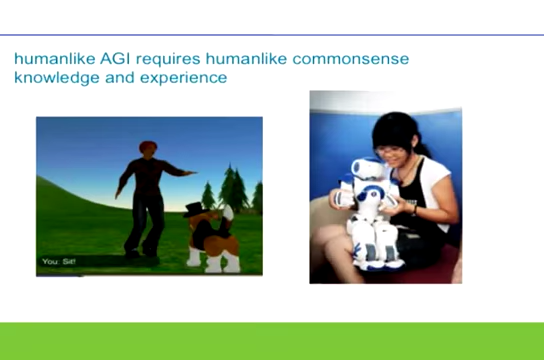 humanlike AGI requires humanlike commonsense
knowledge and experience
You: Sit!